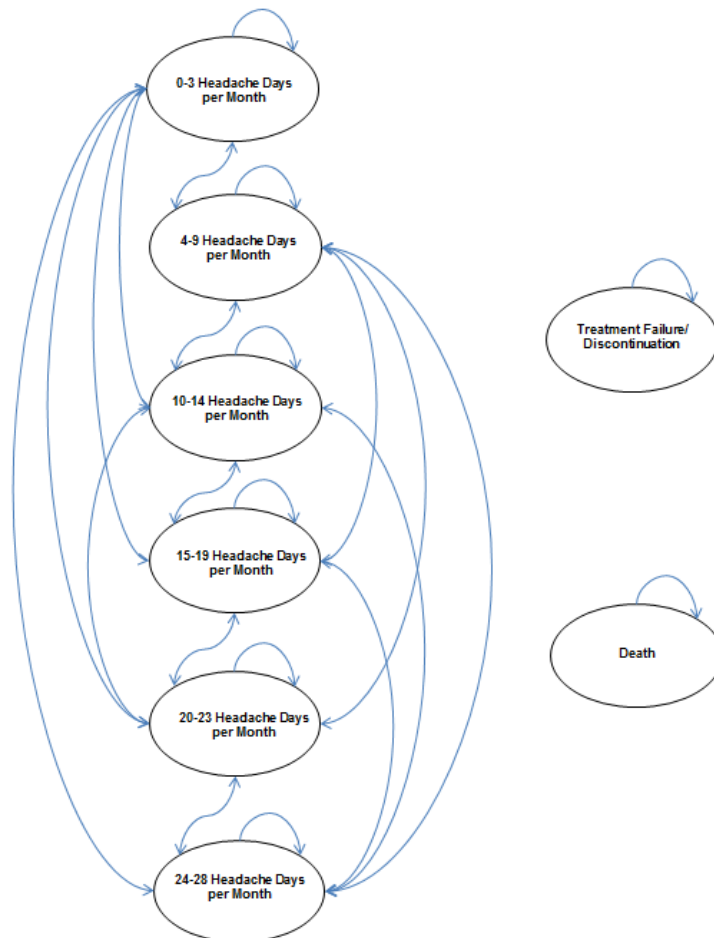 0-3 Headache Days
per Month
4-9 Headache Days
per Month
10-14 Headache Days
per Month
15-19 Headache Days
per Month
20-23 Headache Days
per Month
24-28 Headache Days
per Month
Treatment Failure/
Discontinuation
Death